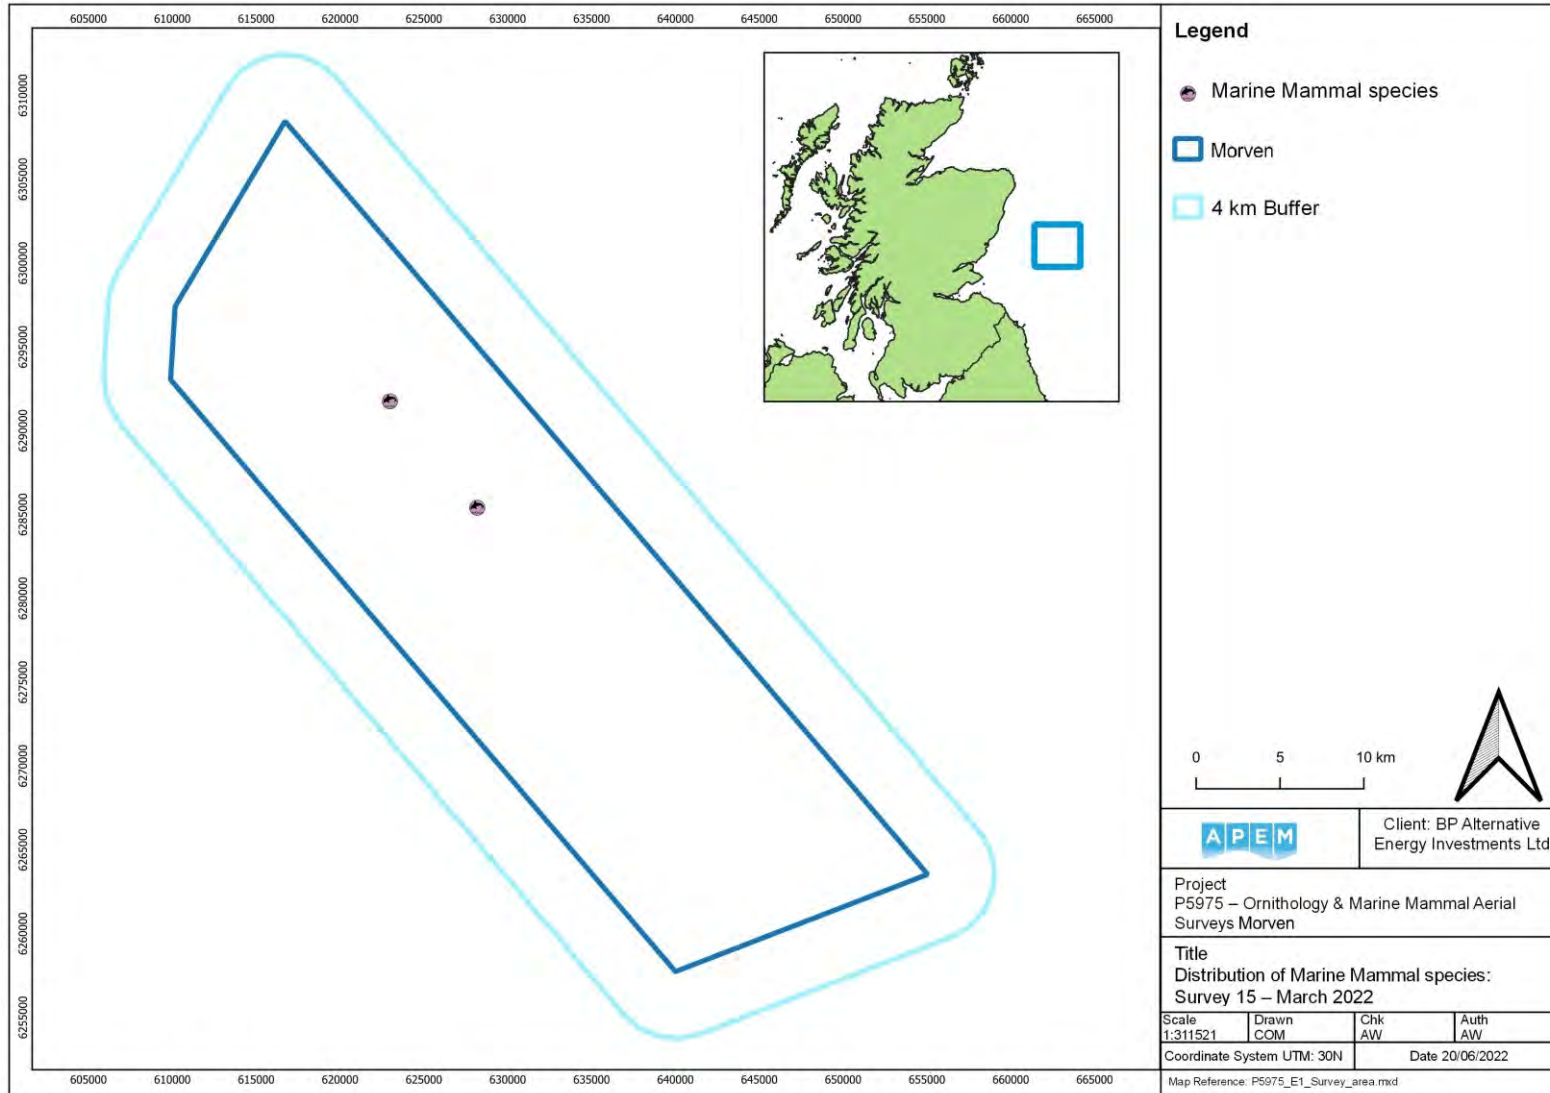 605000 610000 615000 620000 625000 630000 635000 640000 645000 650000 655000 660000 665000
6310000
6305000
6300000
6295000
6290000
6285000
6280000
6275000
6270000
6265000
6260000
6255000
605000 610000 615000 620000 625000 630000 635000 640000 645000 650000 655000 660000 665000
Legend
Marine Mammal species
Morven
4 km Buffer
0 5 10 km
APEM
Client: BP Alternative
Energy Investments Ltd
Project
P5975 – Ornithology & Marine Mammal Aerial
Surveys Morven
Title
Distribution of Marine Mammal species:
Survey 15 – March 2022
Scale Drawn Chk Auth
1:311521 COM AW AW
Coordinate System UTM: 30N Date 20/06/2022
Map Reference: P5975_E1_Survey_area.mxd